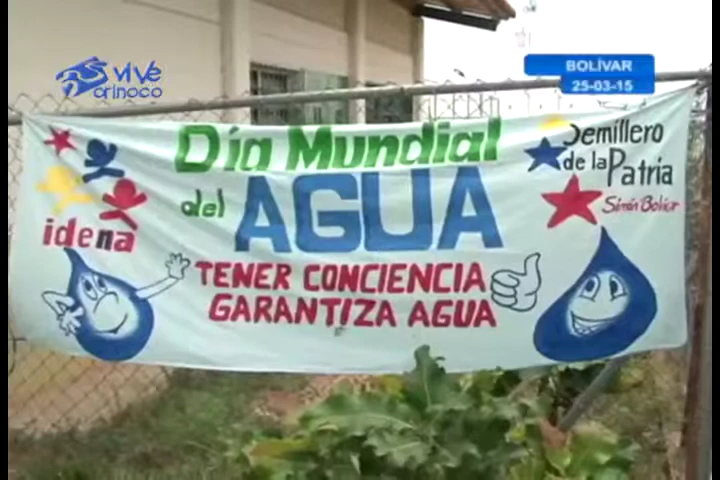 ViVe
orinoco
BOLÍVAR
25-03-15
Día Mundial
del AGUA
TENER CONCIENCIA
GARANTIZA AGUA
idena
Semillero
de la Patria
Simón Bolívar